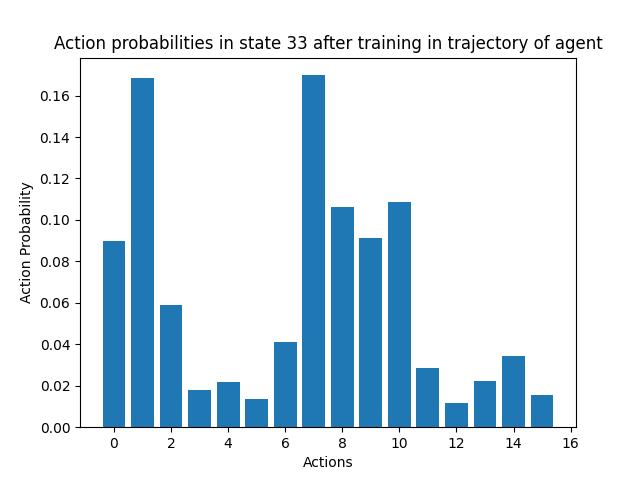 Action probabilities in state 33 after training in trajectory of agent
0.16
0.14
0.12
0.10
0.08
0.06
0.04
0.02
0.00
Action Probability
0 2 4 6 8 10 12 14 16
Actions